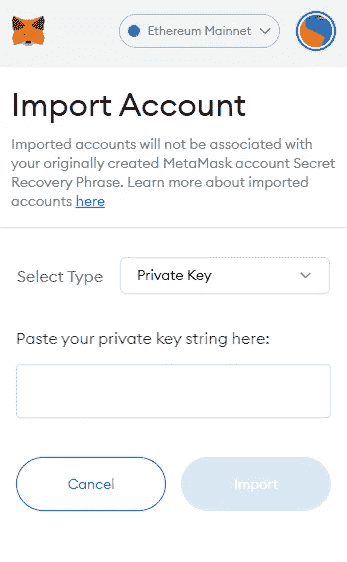 Ethereum Mainnet
Import Account
Imported accounts will not be associated with
your originally created MetaMask account Secret
Recovery Phrase. Learn more about imported
accounts here
Select Type
Private Key
Paste your private key string here:
Cancel
Import